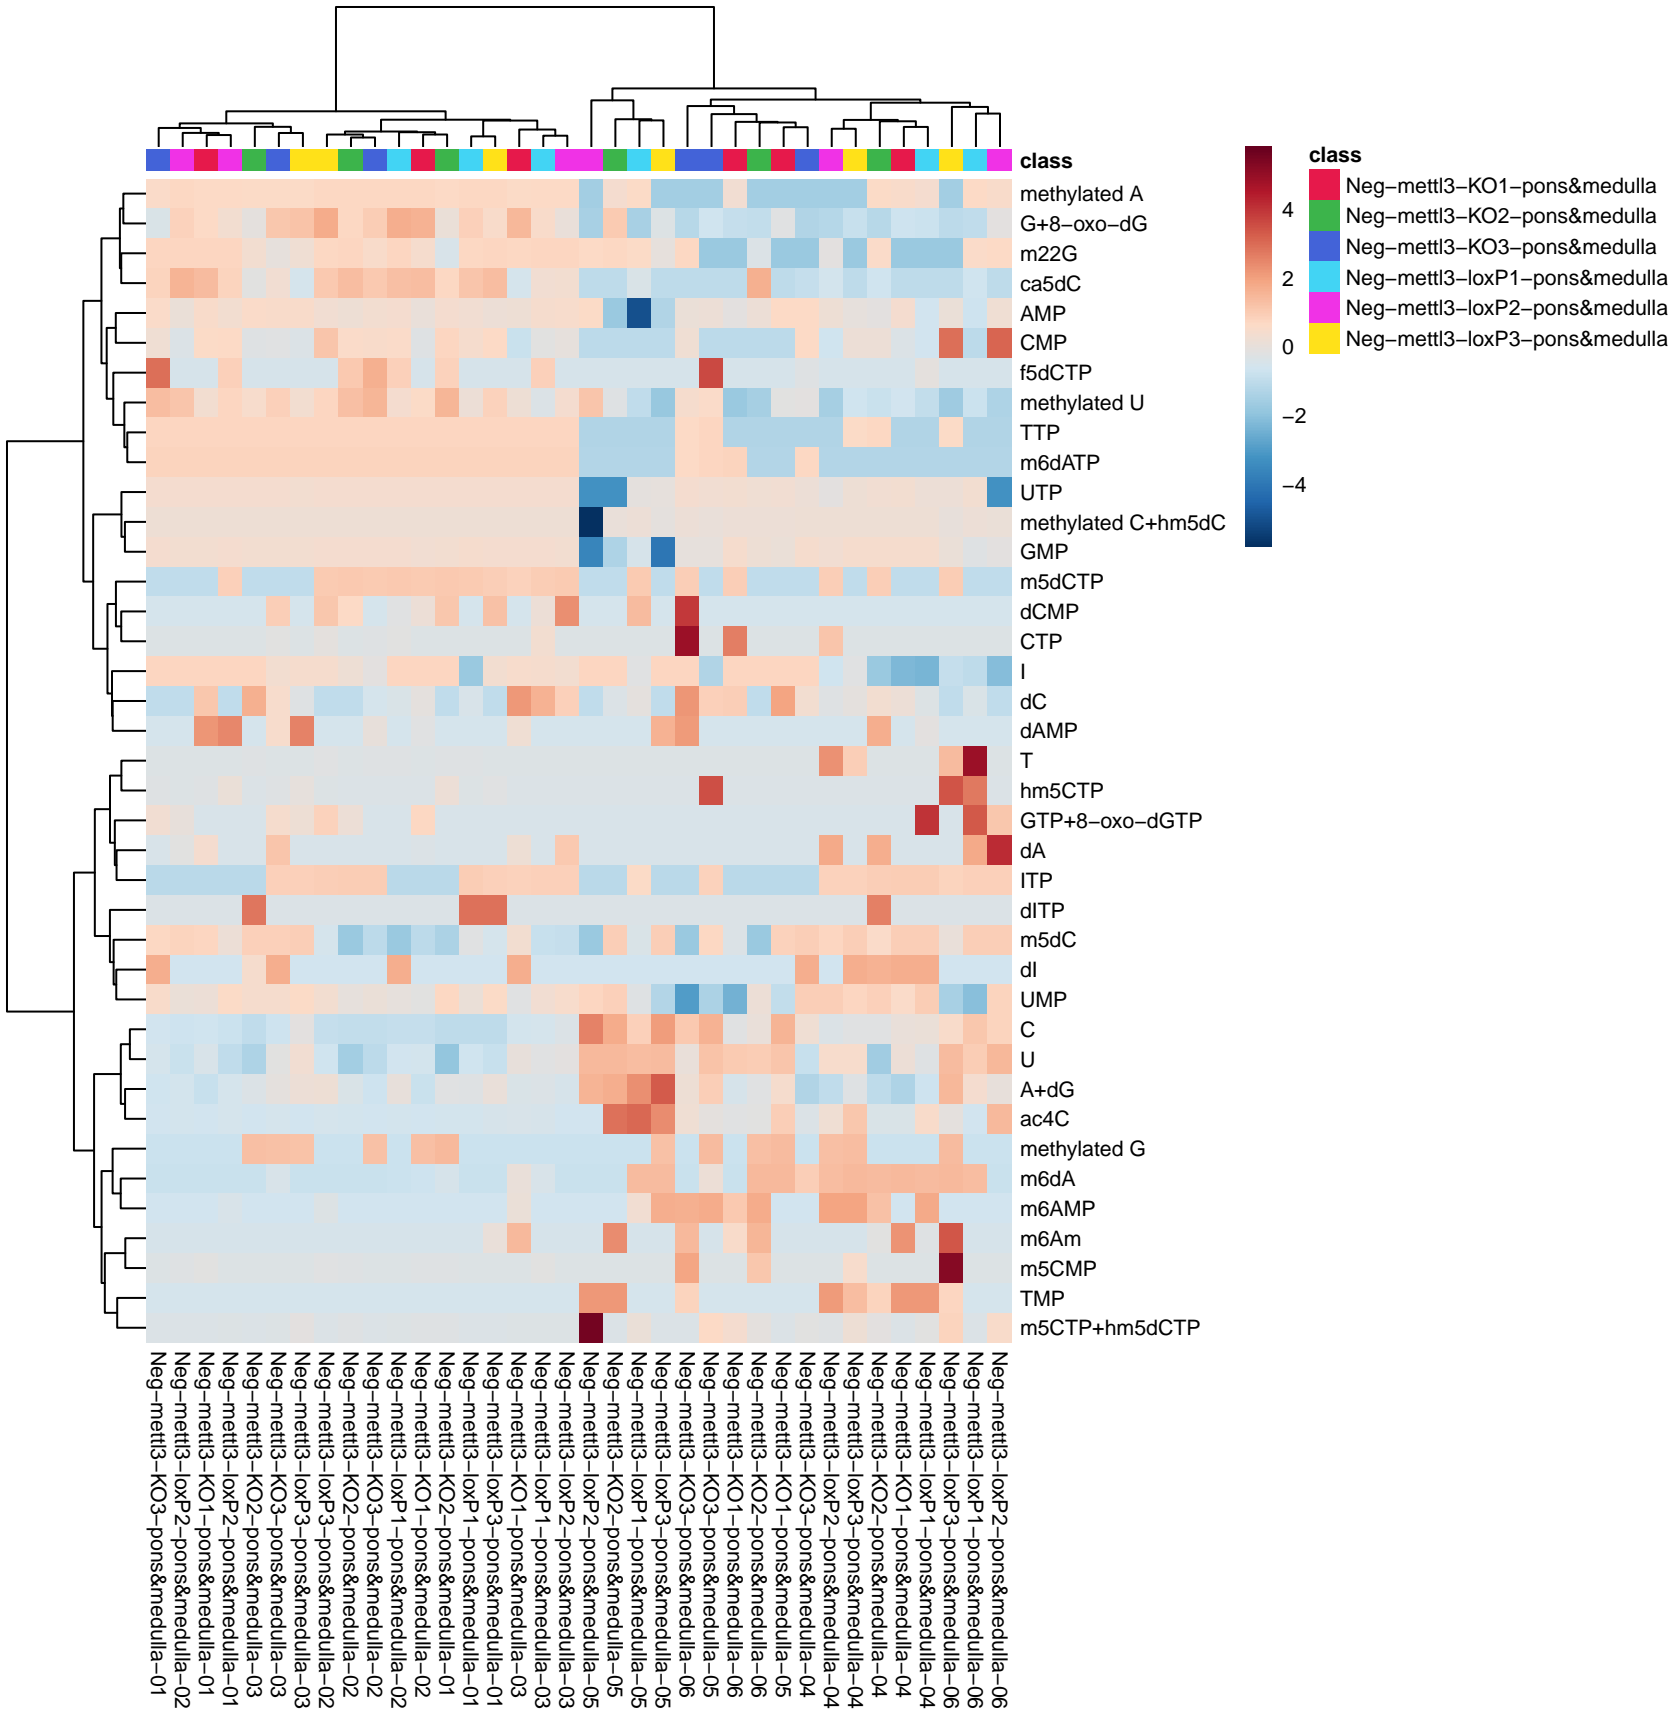 class
methylated A
G+8−oxo−dG
m22G
ca5dC
AMP
CMP
f5dCTP
methylated U
TTP
m6dATP
UTP
methylated C+hm5dC
GMP
m5dCTP
dCMP
CTP
I
dC
dAMP
T
hm5CTP
GTP+8−oxo−dGTP
dA
ITP
dITP
m5dC
dI
UMP
C
U
A+dG
ac4C
methylated G
m6dA
m6AMP
m6Am
m5CMP
TMP
m5CTP+hm5dCTP
4
2
0
−2
−4
class
Neg−mettl3−KO1−pons&medulla
Neg−mettl3−KO2−pons&medulla
Neg−mettl3−KO3−pons&medulla
Neg−mettl3−loxP1−pons&medulla
Neg−mettl3−loxP2−pons&medulla
Neg−mettl3−loxP3−pons&medulla
Neg−mettl3−KO3−pons&medulla−01
Neg−mettl3−loxP2−pons&medulla−02
Neg−mettl3−KO1−pons&medulla−01
Neg−mettl3−loxP2−pons&medulla−01
Neg−mettl3−KO2−pons&medulla−03
Neg−mettl3−KO3−pons&medulla−03
Neg−mettl3−loxP3−pons&medulla−03
Neg−mettl3−loxP3−pons&medulla−02
Neg−mettl3−KO2−pons&medulla−02
Neg−mettl3−KO3−pons&medulla−02
Neg−mettl3−loxP1−pons&medulla−02
Neg−mettl3−KO1−pons&medulla−02
Neg−mettl3−KO2−pons&medulla−01
Neg−mettl3−loxP1−pons&medulla−01
Neg−mettl3−loxP3−pons&medulla−01
Neg−mettl3−KO1−pons&medulla−03
Neg−mettl3−loxP1−pons&medulla−03
Neg−mettl3−loxP2−pons&medulla−03
Neg−mettl3−loxP2−pons&medulla−05
Neg−mettl3−KO2−pons&medulla−05
Neg−mettl3−loxP1−pons&medulla−05
Neg−mettl3−loxP3−pons&medulla−05
Neg−mettl3−KO3−pons&medulla−06
Neg−mettl3−KO3−pons&medulla−05
Neg−mettl3−KO1−pons&medulla−06
Neg−mettl3−KO2−pons&medulla−06
Neg−mettl3−KO1−pons&medulla−05
Neg−mettl3−KO3−pons&medulla−04
Neg−mettl3−loxP2−pons&medulla−04
Neg−mettl3−loxP3−pons&medulla−04
Neg−mettl3−KO2−pons&medulla−04
Neg−mettl3−KO1−pons&medulla−04
Neg−mettl3−loxP1−pons&medulla−04
Neg−mettl3−loxP3−pons&medulla−06
Neg−mettl3−loxP1−pons&medulla−06
Neg−mettl3−loxP2−pons&medulla−06